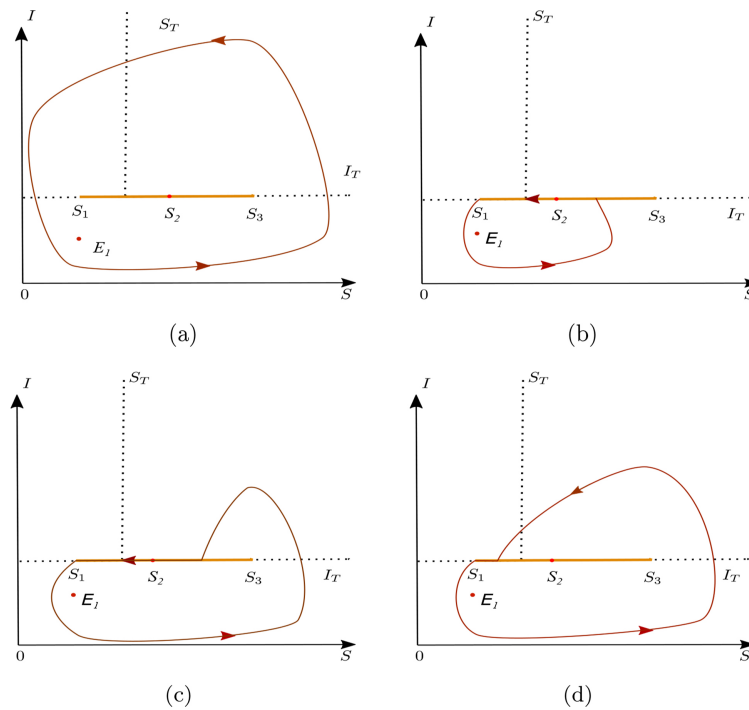 I
S_T
I_T
S_1
S_2
S_3
E_1
0
S
(a)
I
S_T
S_1
S_2
S_3
I_T
E_1
0
S
(b)
I
S_T
S_1
S_2
S_3
I_T
E_1
0
S
(c)
I
S_T
S_1
S_2
S_3
I_T
E_1
0
S
(d)